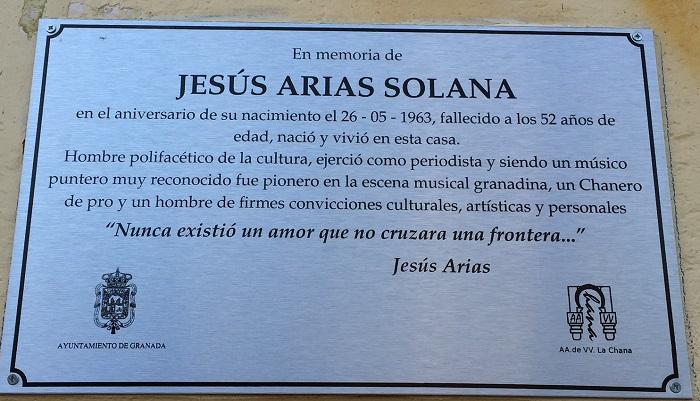 En memoria de
JESÚS ARIAS SOLANA
en el aniversario de su nacimiento el 26 - 05 - 1963, fallecido a los 52 años de
edad, nació y vivió en esta casa.
Hombre polifacético de la cultura, ejerció como periodista y siendo un músico
puntero muy reconocido fue pionero en la escena musical granadina, un Chanero
de pro y un hombre de firmes convicciones culturales, artísticas y personales
“Nunca existió un amor que no cruzara una frontera...”
Jesús Arias
AYUNTAMIENTO DE GRANADA
Chana
AA VV
AA.de VV. La Chana